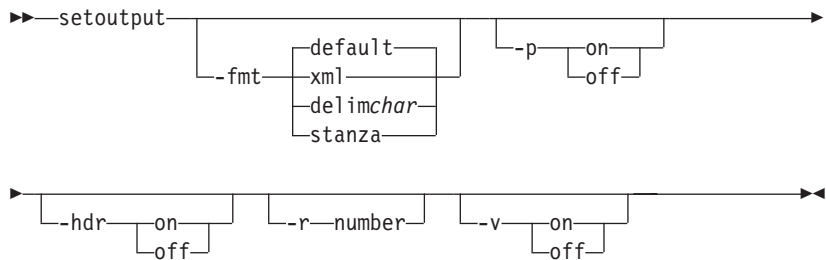 setoutput
default
-fmt xml -p on
delimchar off
stanza
-hdr on -r number -v on
off off